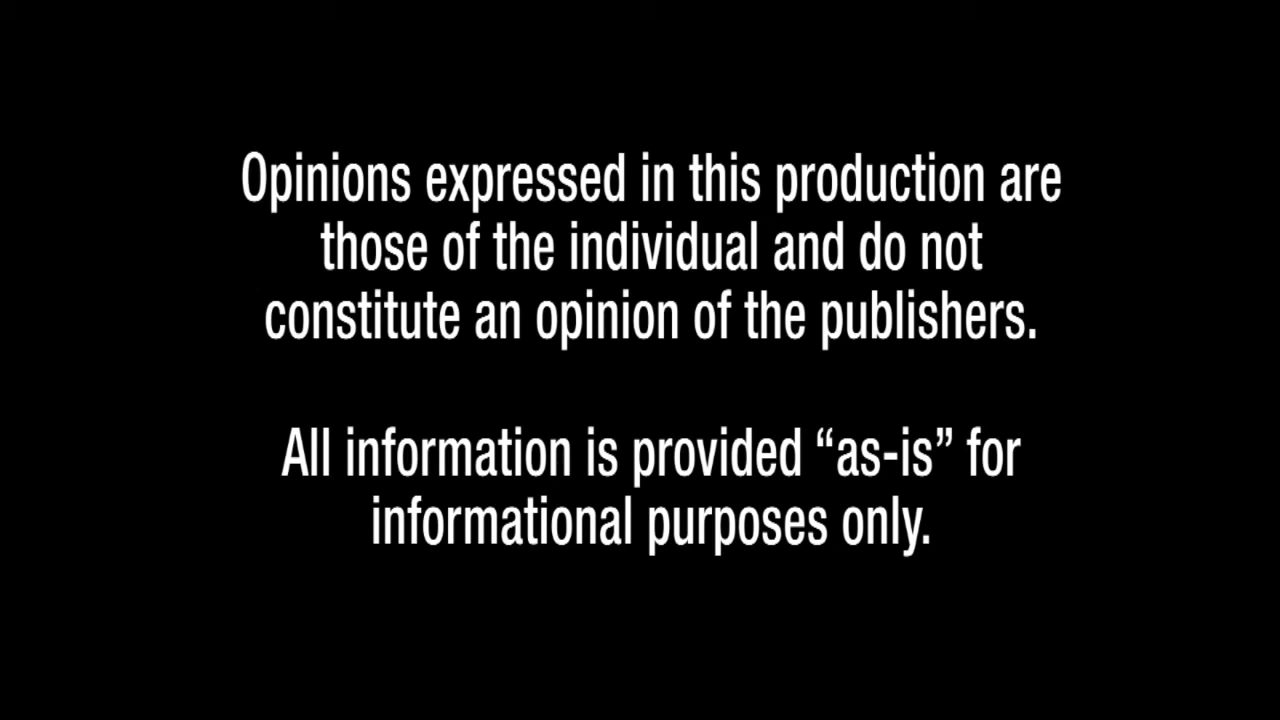 Opinions expressed in this production are
those of the individual and do not
constitute an opinion of the publishers.
All information is provided “as-is” for
informational purposes only.